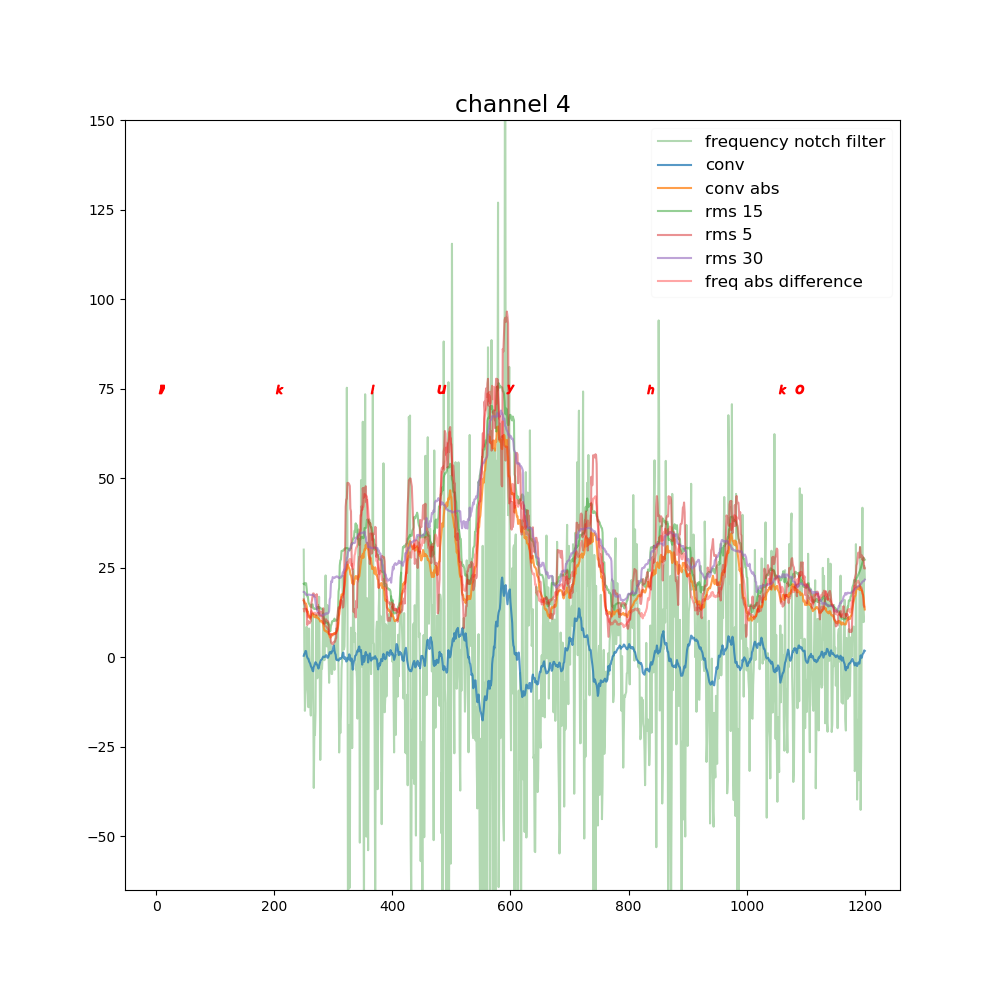 channel 4
150
125
100
75
50
25
0
−25
−50
frequency notch filter
conv
conv abs
rms 15
rms 5
rms 30
freq abs difference
k l u y h k o
0 200 400 600 800 1000 1200